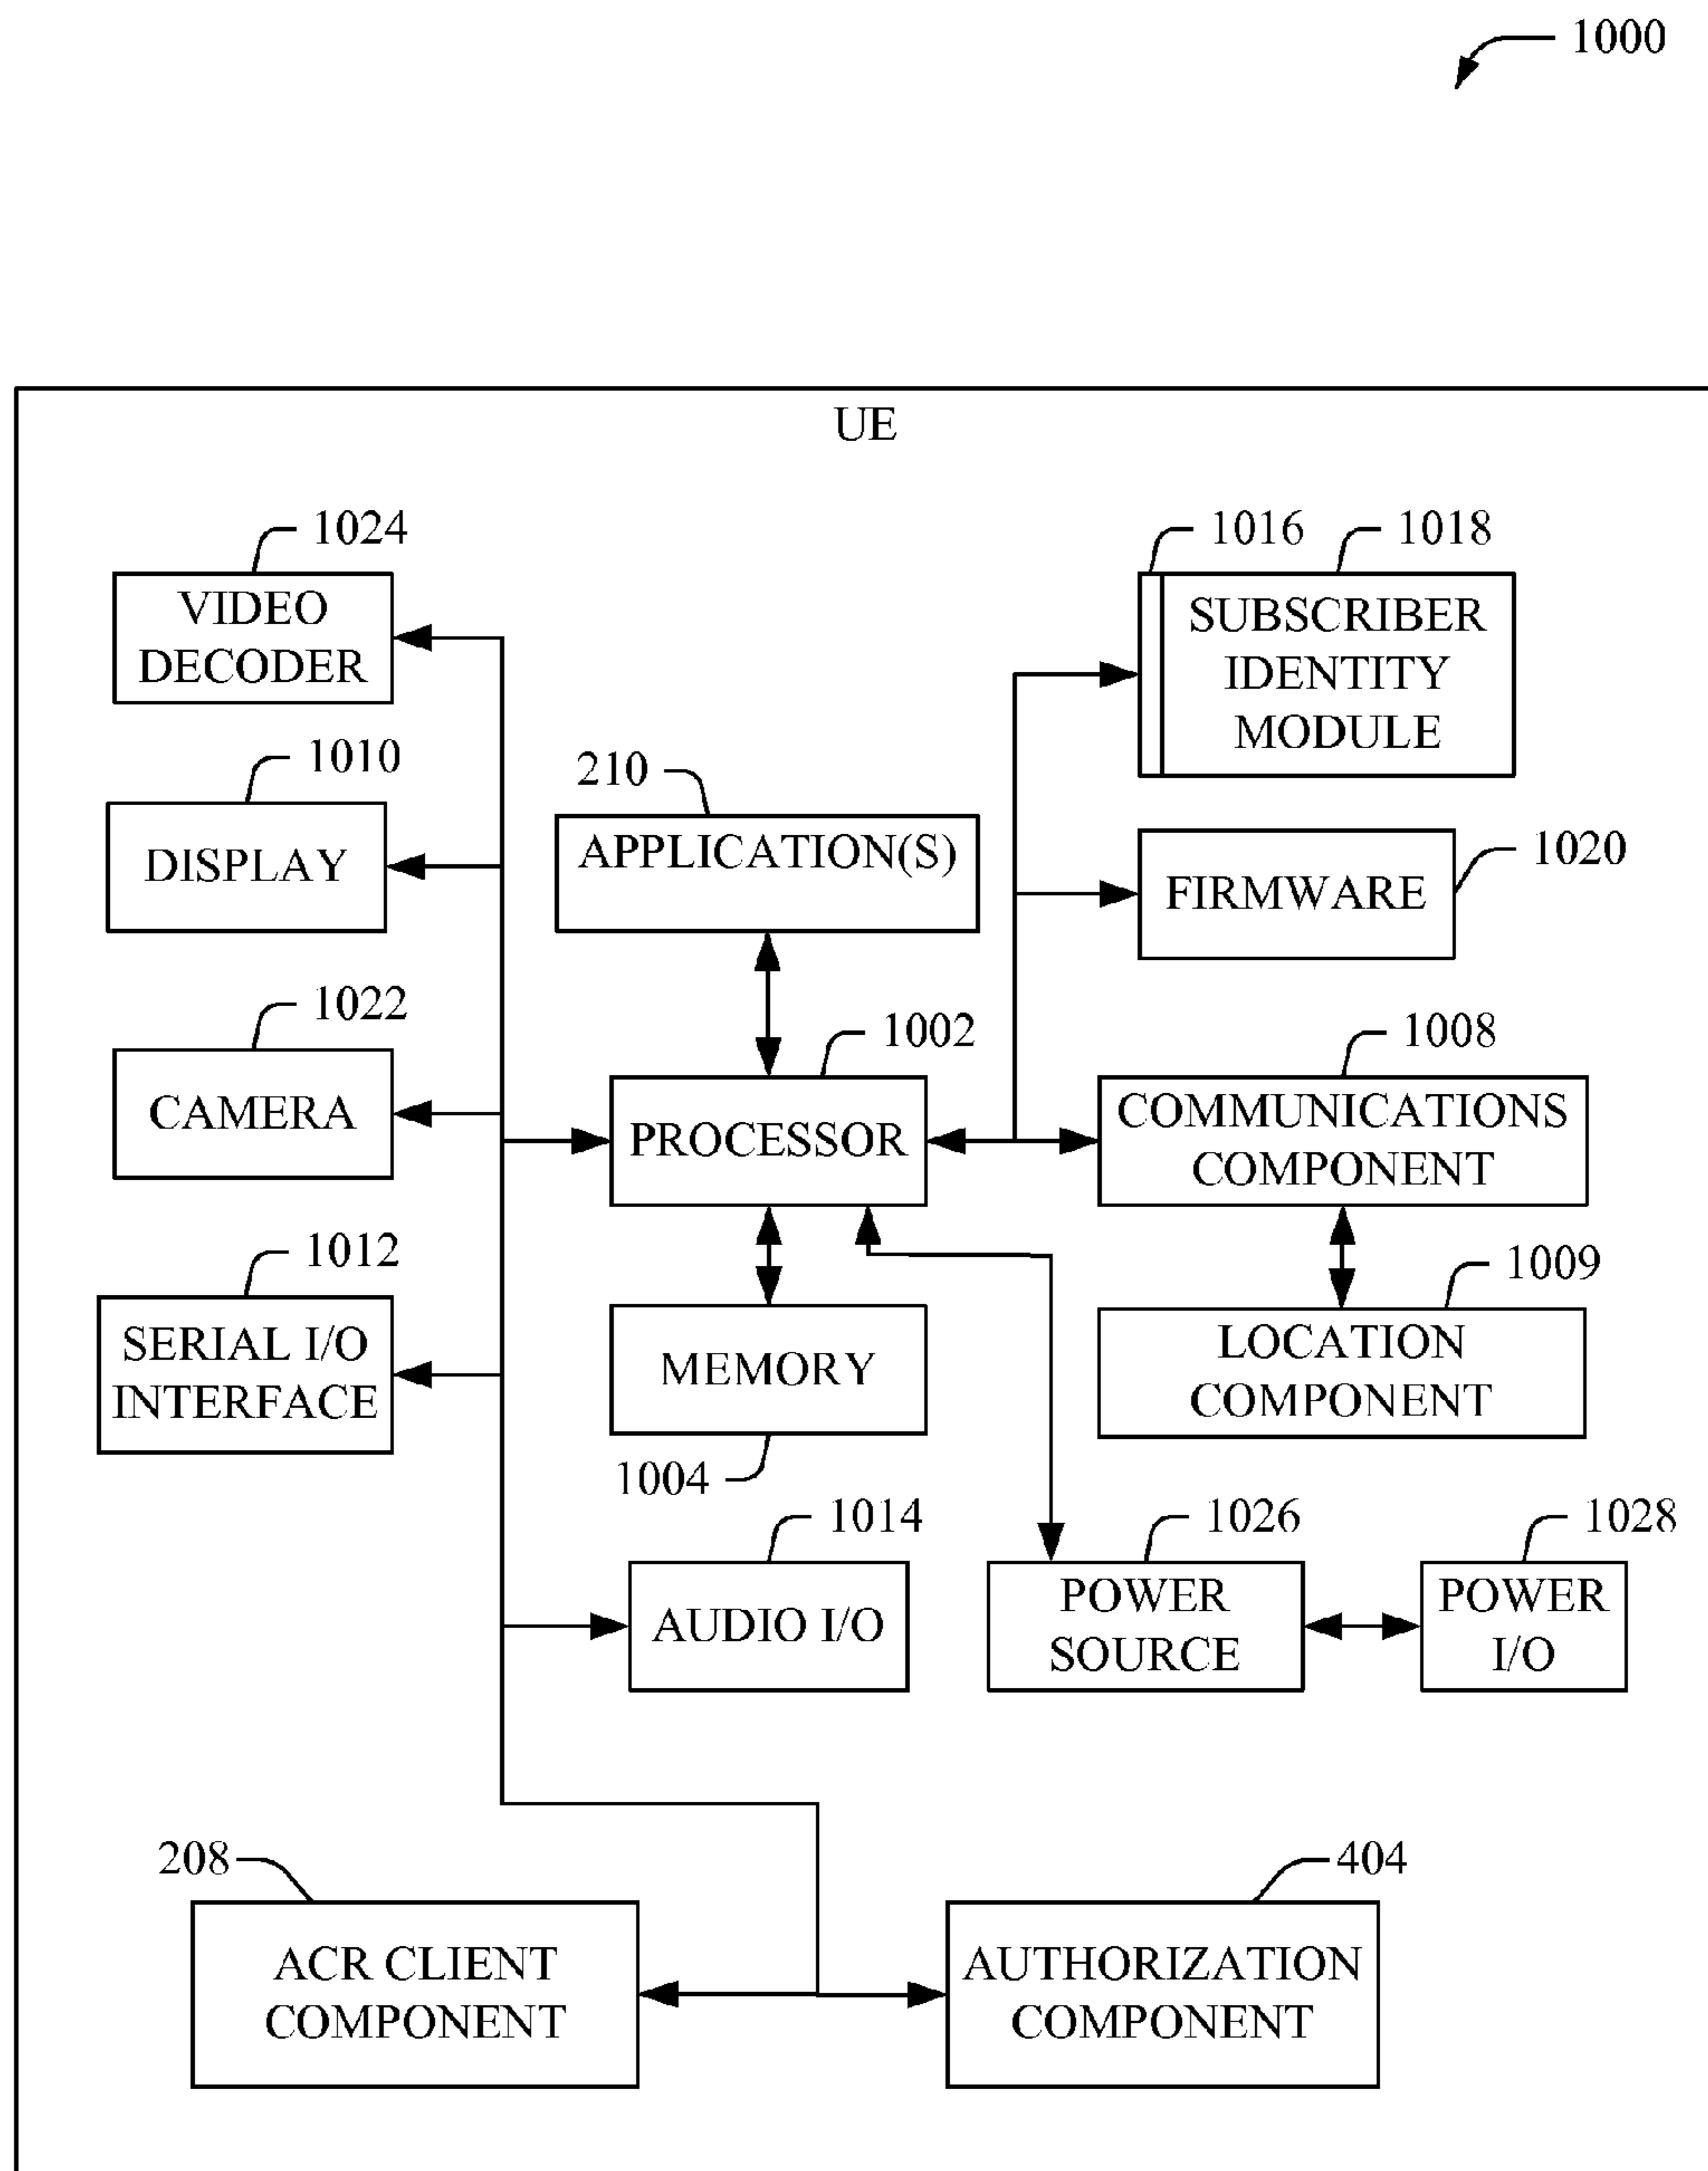 1000
UE
1024
VIDEO
DECODER
1016
1018
SUBSCRIBER
IDENTITY
MODULE
1010
DISPLAY
210
APPLICATION(S)
1020
FIRMWARE
1022
CAMERA
1002
PROCESSOR
1008
COMMUNICATIONS
COMPONENT
1012
SERIAL I/O
INTERFACE
MEMORY
1004
1009
LOCATION
COMPONENT
1014
AUDIO I/O
1026
POWER
SOURCE
1028
POWER
I/O
208
ACR CLIENT
COMPONENT
404
AUTHORIZATION
COMPONENT